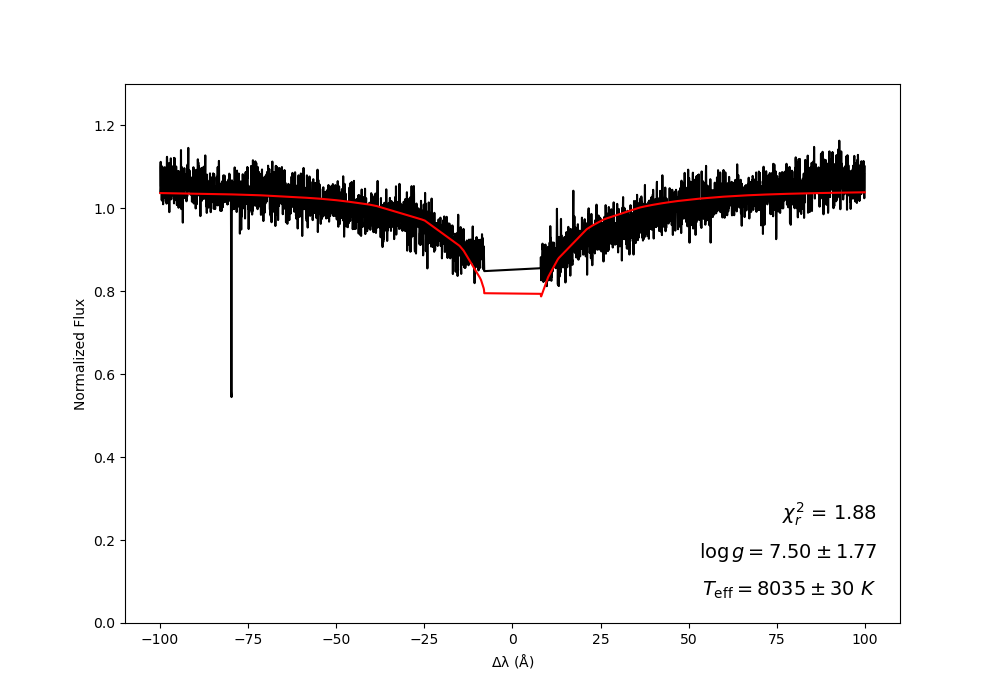 Normalized Flux
1.2
1.0
0.8
0.6
0.4
0.2
0.0
χ²ᵣ = 1.88
log g = 7.50 ± 1.77
T_eff = 8035 ± 30 K
−100 −75 −50 −25 0 25 50 75 100
Δλ (Å)